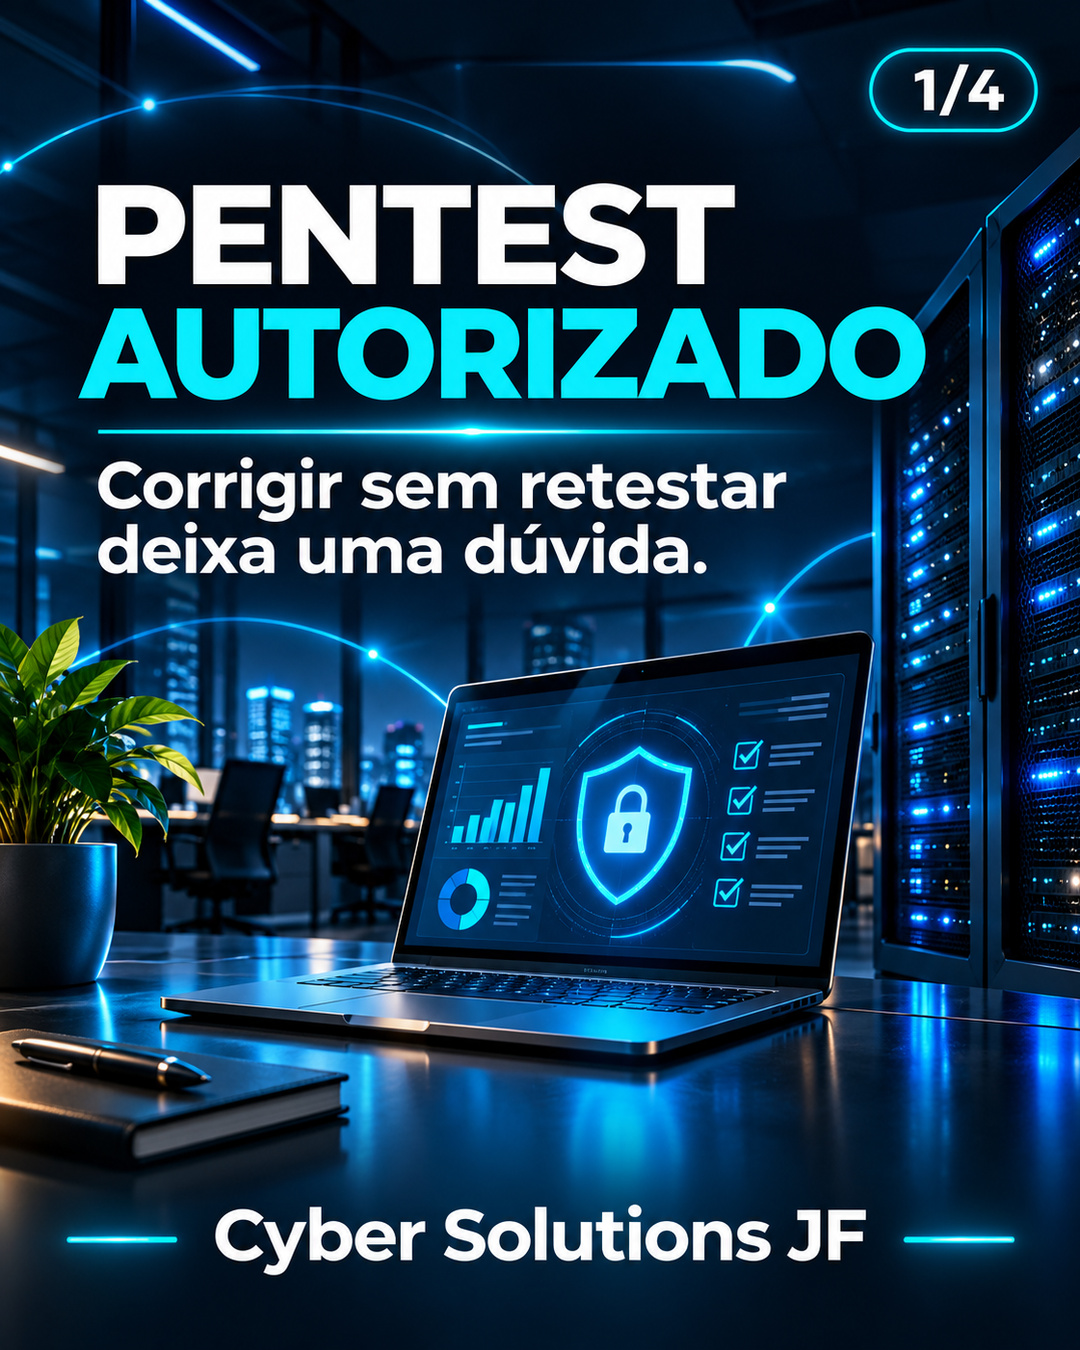 1/4
PENTEST
AUTORIZADO
Corrigir sem retestar
deixa uma dúvida.
Cyber Solutions JF